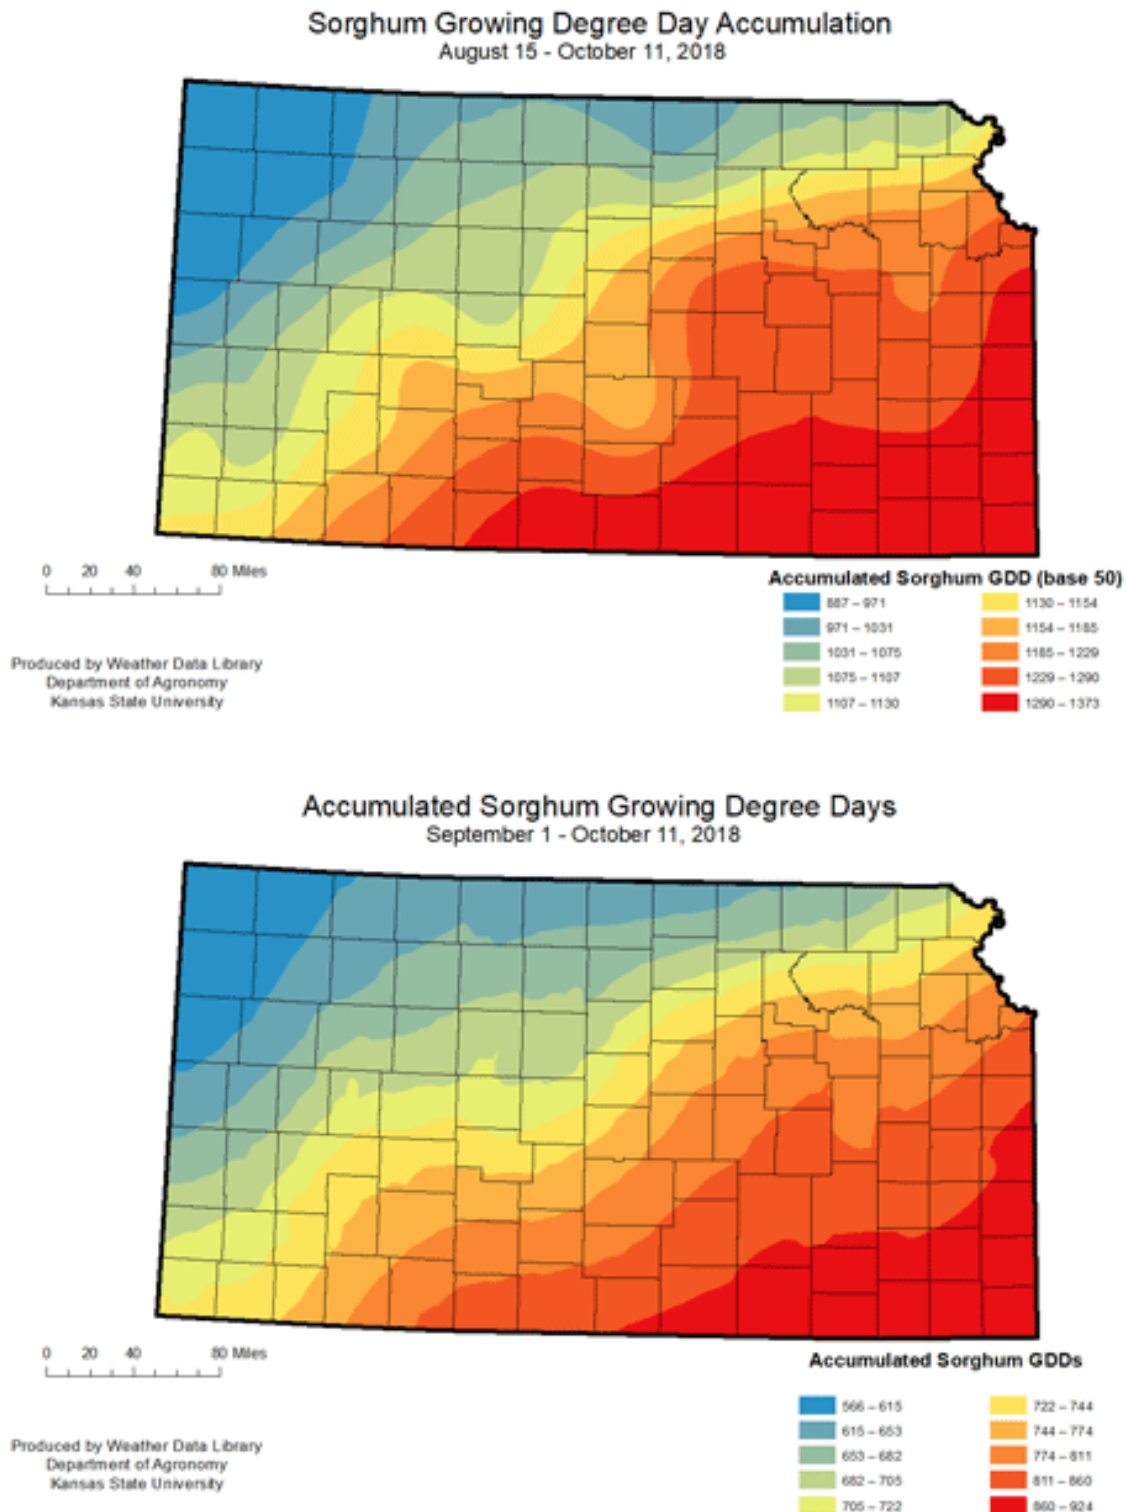 Sorghum Growing Degree Day Accumulation
August 15 - October 11, 2018
0 20 40 80 Miles
Accumulated Sorghum GDD (base 50)
887 – 971
971 – 1031
1031 – 1075
1075 – 1107
1107 – 1130
1130 – 1154
1154 – 1185
1185 – 1229
1229 – 1290
1290 – 1373
Produced by Weather Data Library
Department of Agronomy
Kansas State University
Accumulated Sorghum Growing Degree Days
September 1 - October 11, 2018
0 20 40 80 Miles
Accumulated Sorghum GDDs
566 – 615
615 – 653
653 – 682
682 – 705
705 – 722
722 – 744
744 – 774
774 – 811
811 – 860
860 – 924
Produced by Weather Data Library
Department of Agronomy
Kansas State University